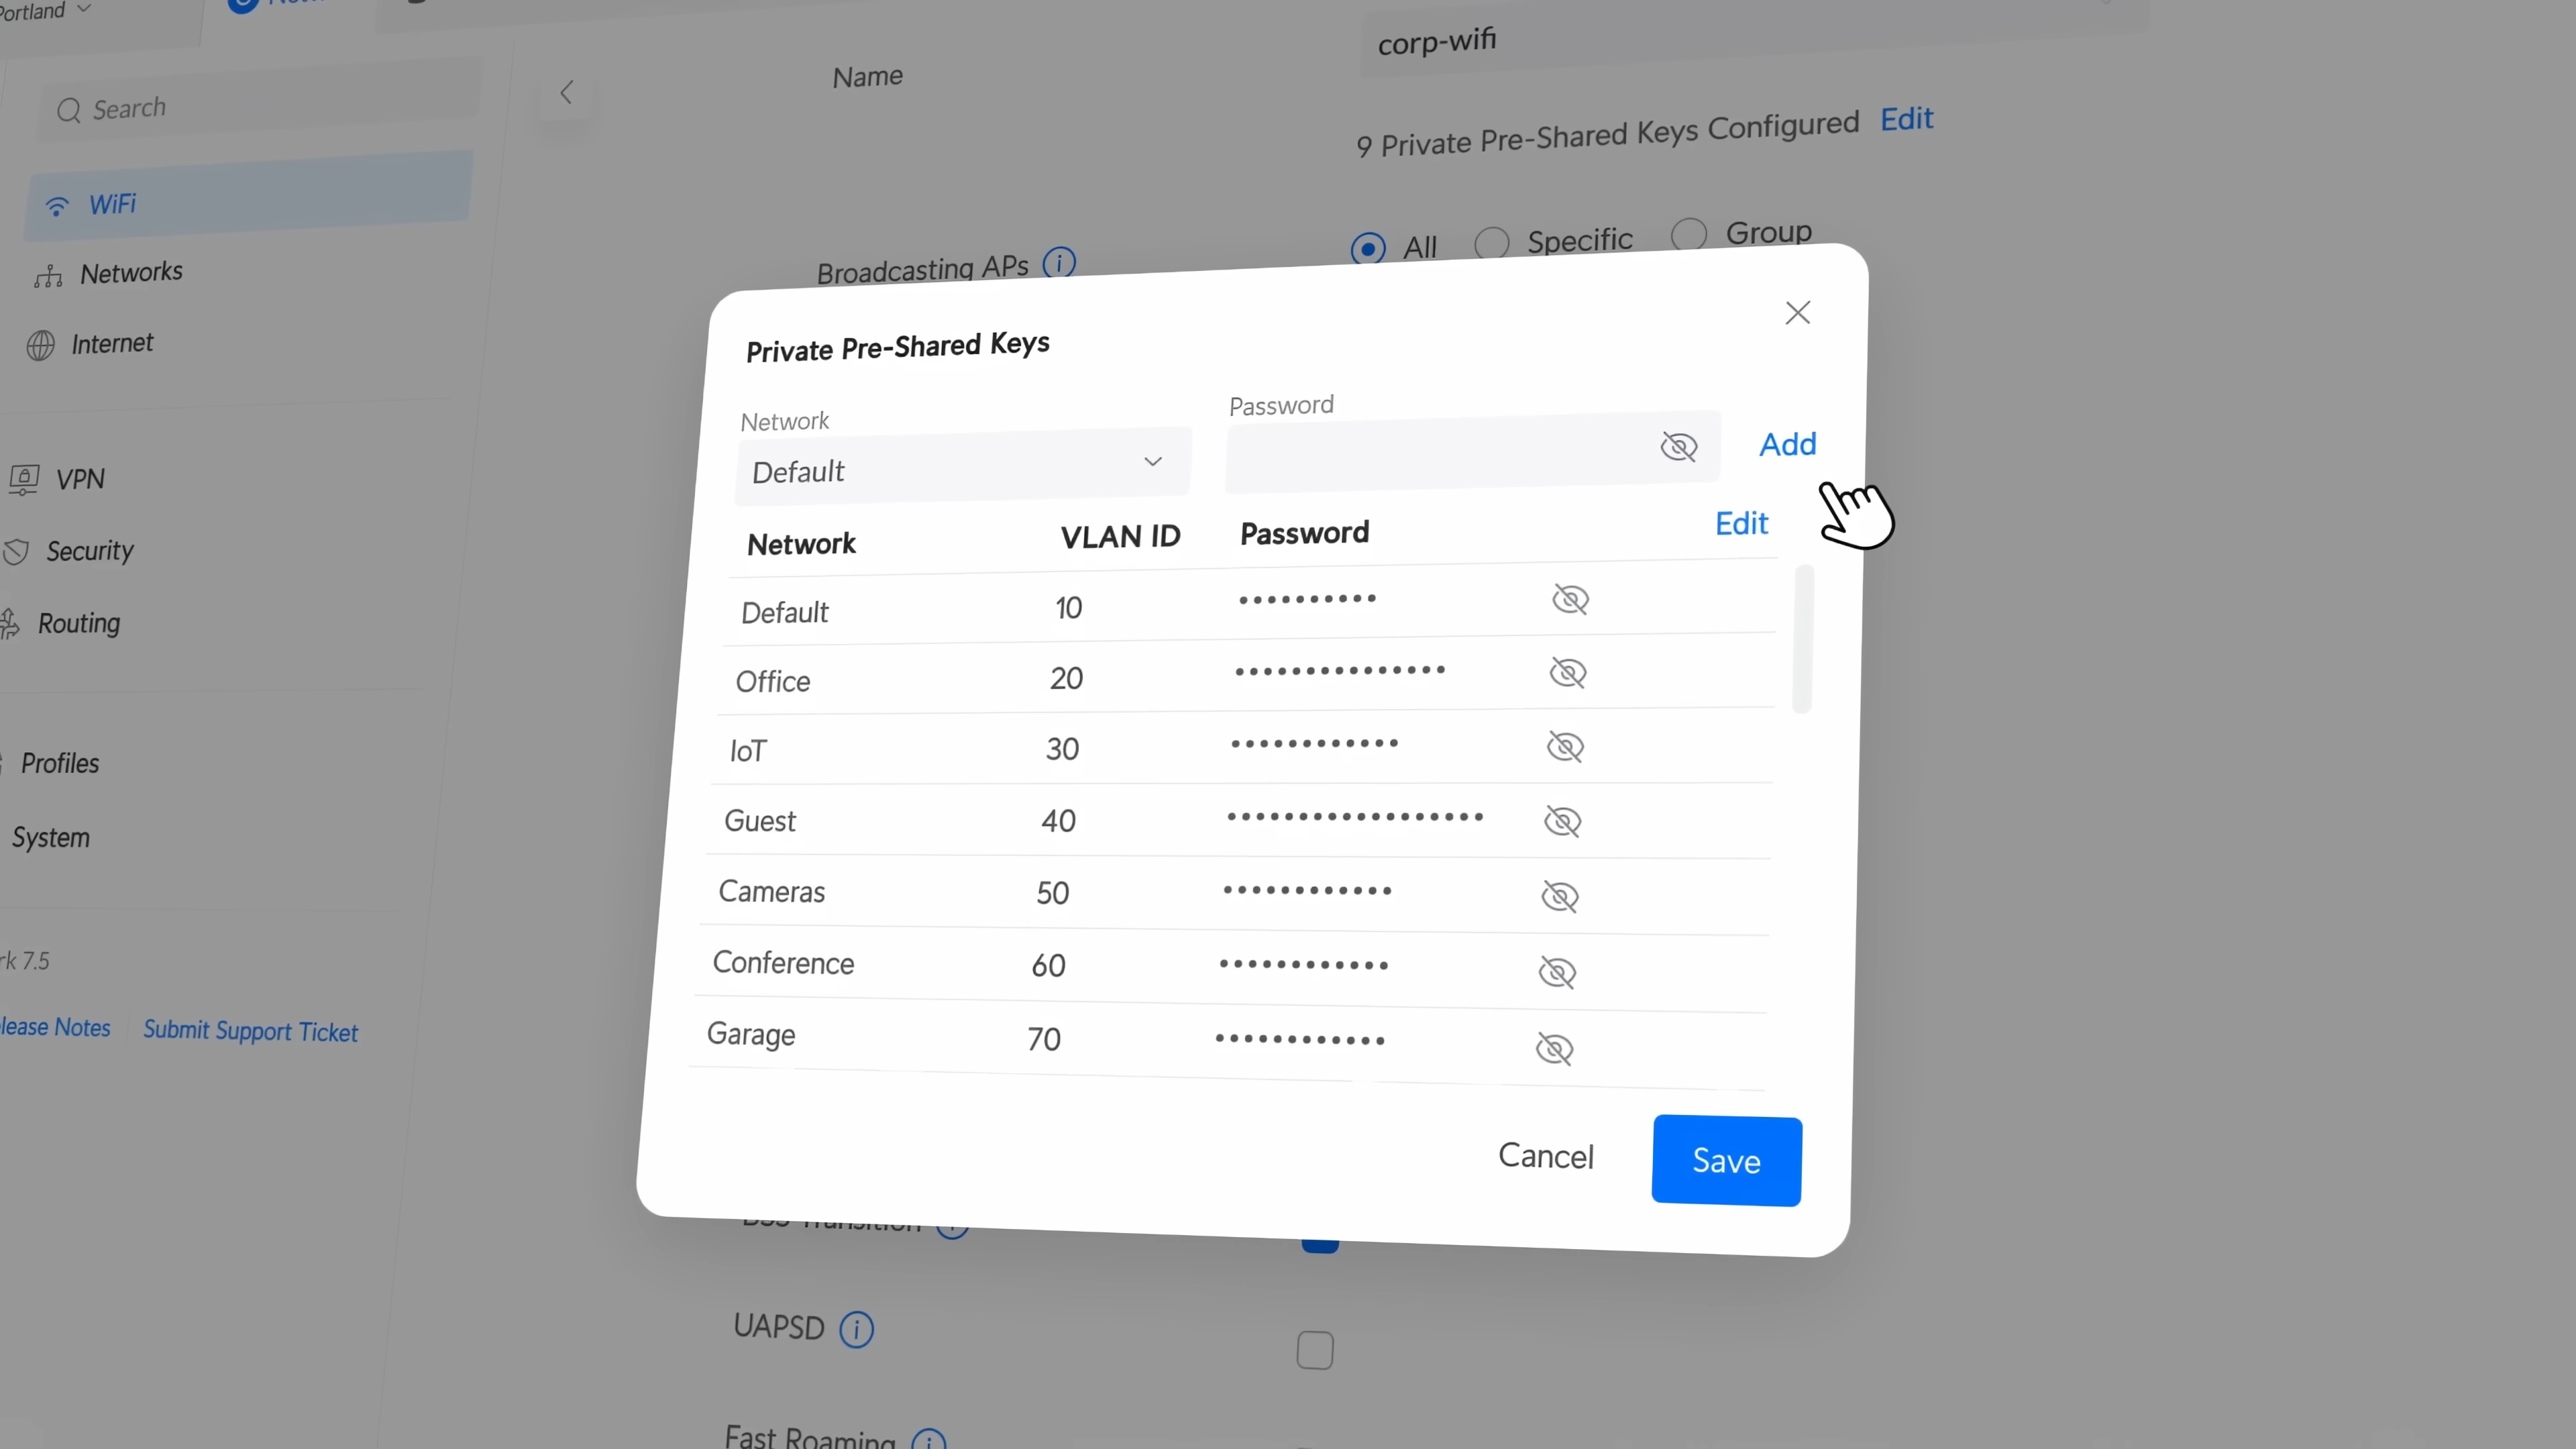 Portland
corp-wifi
Name
Search
9 Private Pre-Shared Keys Configured Edit
WiFi
All Specific Group
Broadcasting APs
Networks
Internet
Private Pre-Shared Keys
Network Password
Default Add
VPN
Network VLAN ID Password Edit
Security
Default 10 ••••••••••
Routing
Office 20 •••••••••••••••
IoT 30 ••••••••••••
Profiles
Guest 40 ••••••••••••••••••
System
Cameras 50 ••••••••••••
Conference 60 ••••••••••••
7.5
Garage 70 ••••••••••••
Notes Submit Support Ticket
Cancel Save
UAPSD
Fast Roaming